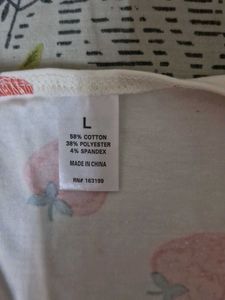 L
58% COTTON
38% POLYESTER
4% SPANDEX
MADE IN CHINA
RN# 163199